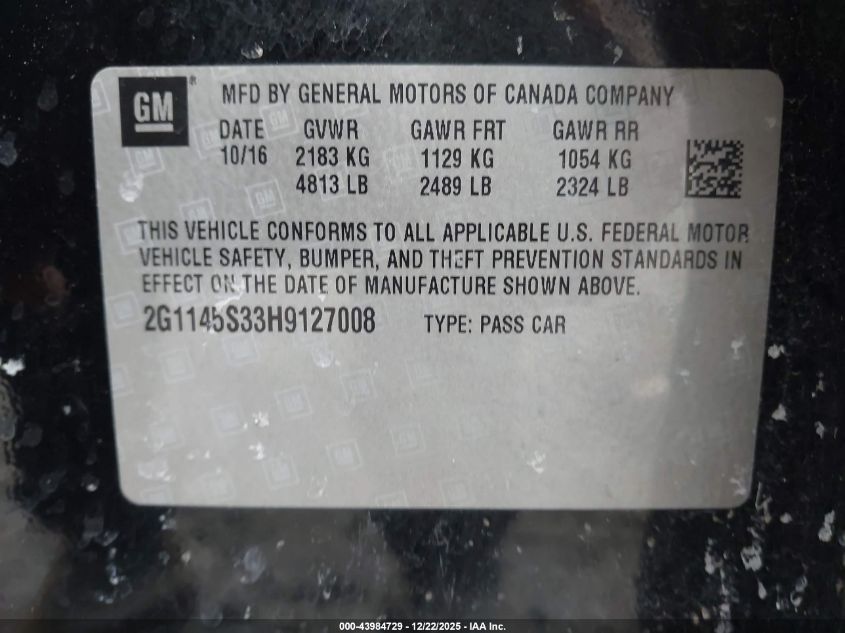 GM®
MFD BY GENERAL MOTORS OF CANADA COMPANY
DATE GVWR GAWR FRT GAWR RR
10/16 2183 KG 1129 KG 1054 KG
4813 LB 2489 LB 2324 LB
THIS VEHICLE CONFORMS TO ALL APPLICABLE U.S. FEDERAL MOTOR
VEHICLE SAFETY, BUMPER, AND THEFT PREVENTION STANDARDS IN
EFFECT ON THE DATE OF MANUFACTURE SHOWN ABOVE.
2G1145S33H9127008 TYPE: PASS CAR
000-43984729 - 12/22/2025 - IAA Inc.